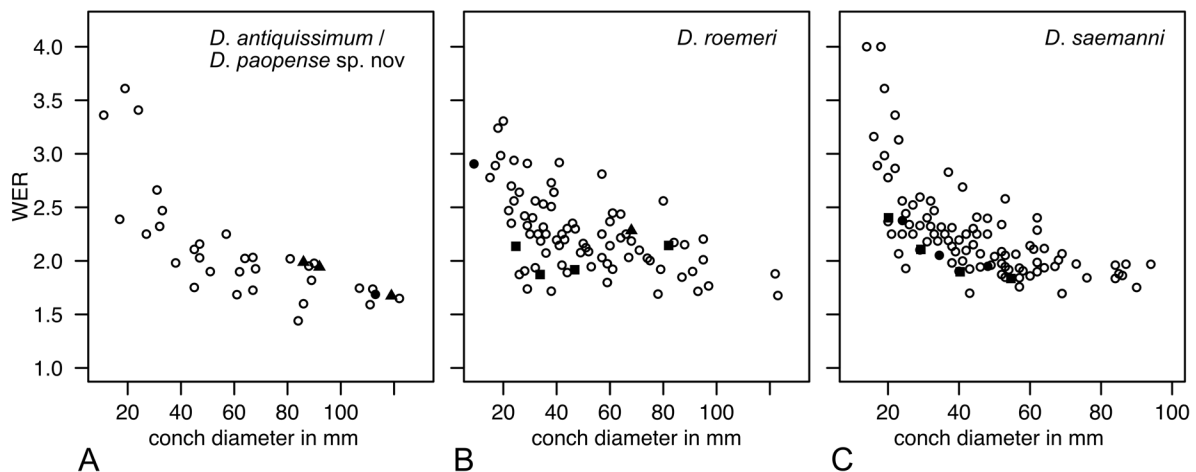 D. antiquissimum /
D. paopense sp. nov
D. roemeri
D. saemanni
WER
4.0
3.5
3.0
2.5
2.0
1.5
1.0
20 40 60 80 100
20 40 60 80 100
20 40 60 80 100
conch diameter in mm
conch diameter in mm
conch diameter in mm
A
B
C